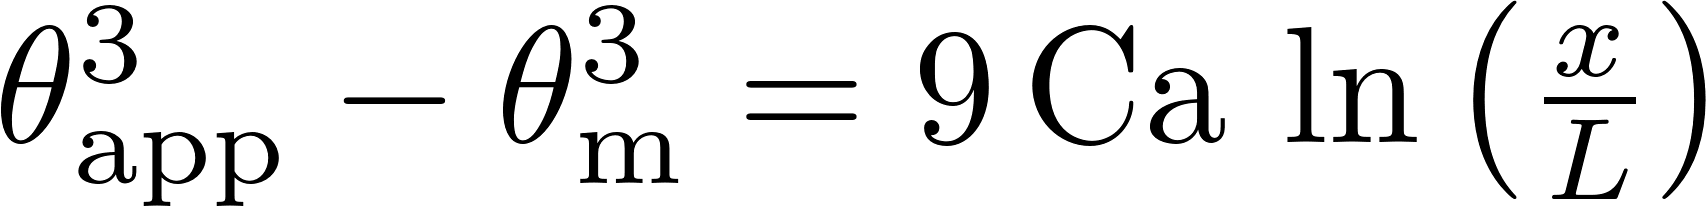 θ³_app − θ³_m = 9 Ca ln (x/L)